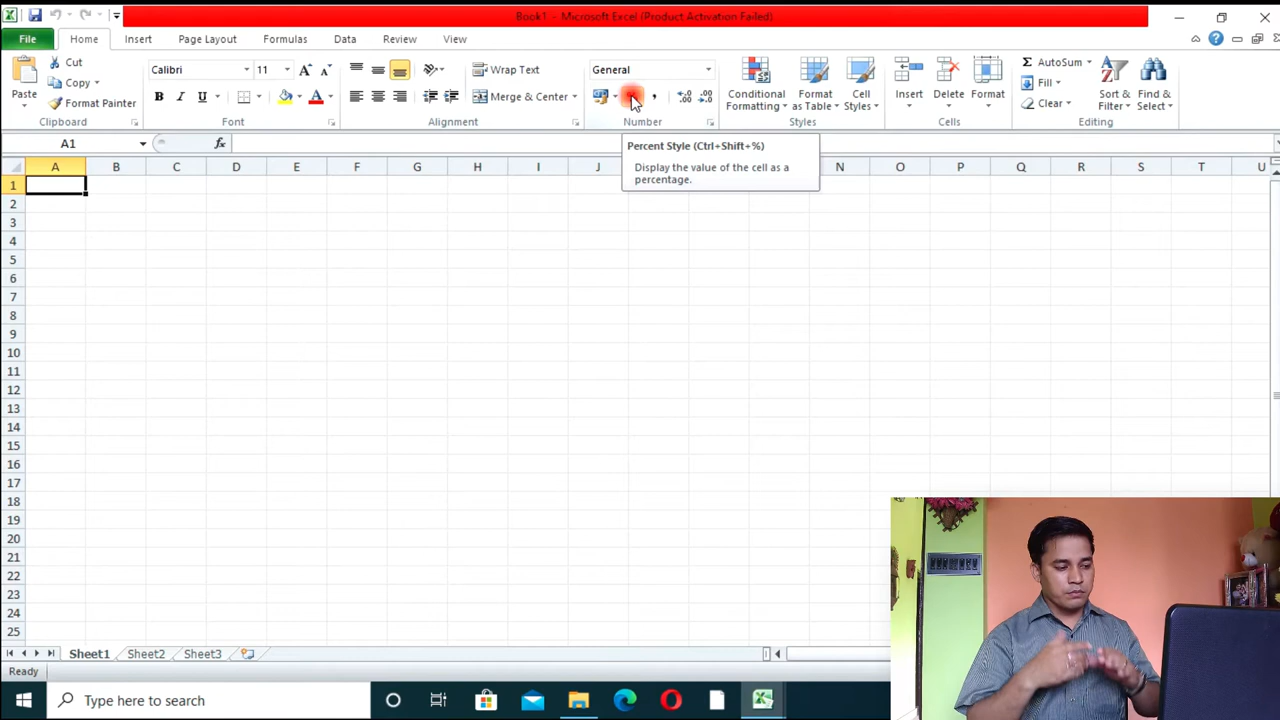 Book1 - Microsoft Excel (Product Activation Failed)
File Home Insert Page Layout Formulas Data Review View
Paste Cut Copy Format Painter
Calibri 11 Wrap Text General
B I U Merge & Center
Conditional Formatting Format as Table Cell Styles Insert Delete Format
Σ AutoSum Fill Clear Sort & Filter Find & Select
Clipboard Font Alignment Number Styles Cells Editing
A1 fx
Percent Style (Ctrl+Shift+%)
Display the value of the cell as a
percentage.
A B C D E F G H I J N O P Q R S T U
1
2
3
4
5
6
7
8
9
10
11
12
13
14
15
16
17
18
19
20
21
22
23
24
25
Sheet1 Sheet2 Sheet3
Ready
Type here to search